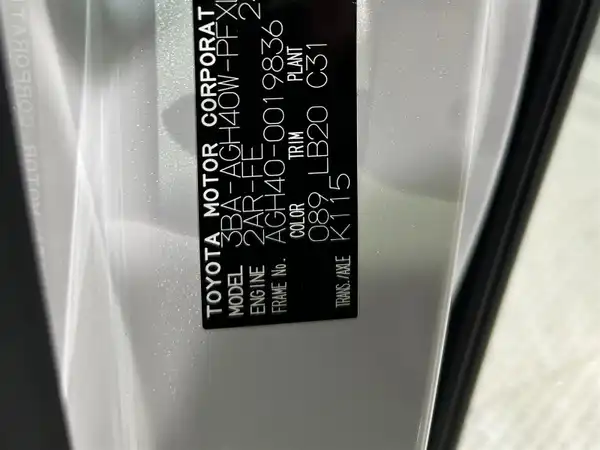 TOYOTA MOTOR CORPORAT
MODEL 3BA-AGH40W-PFX
ENGINE 2AR-FE 2
FRAME No. AGH40-0019836
COLOR TRIM PLANT
089 LB20 C31
TRANS./AXLE K115